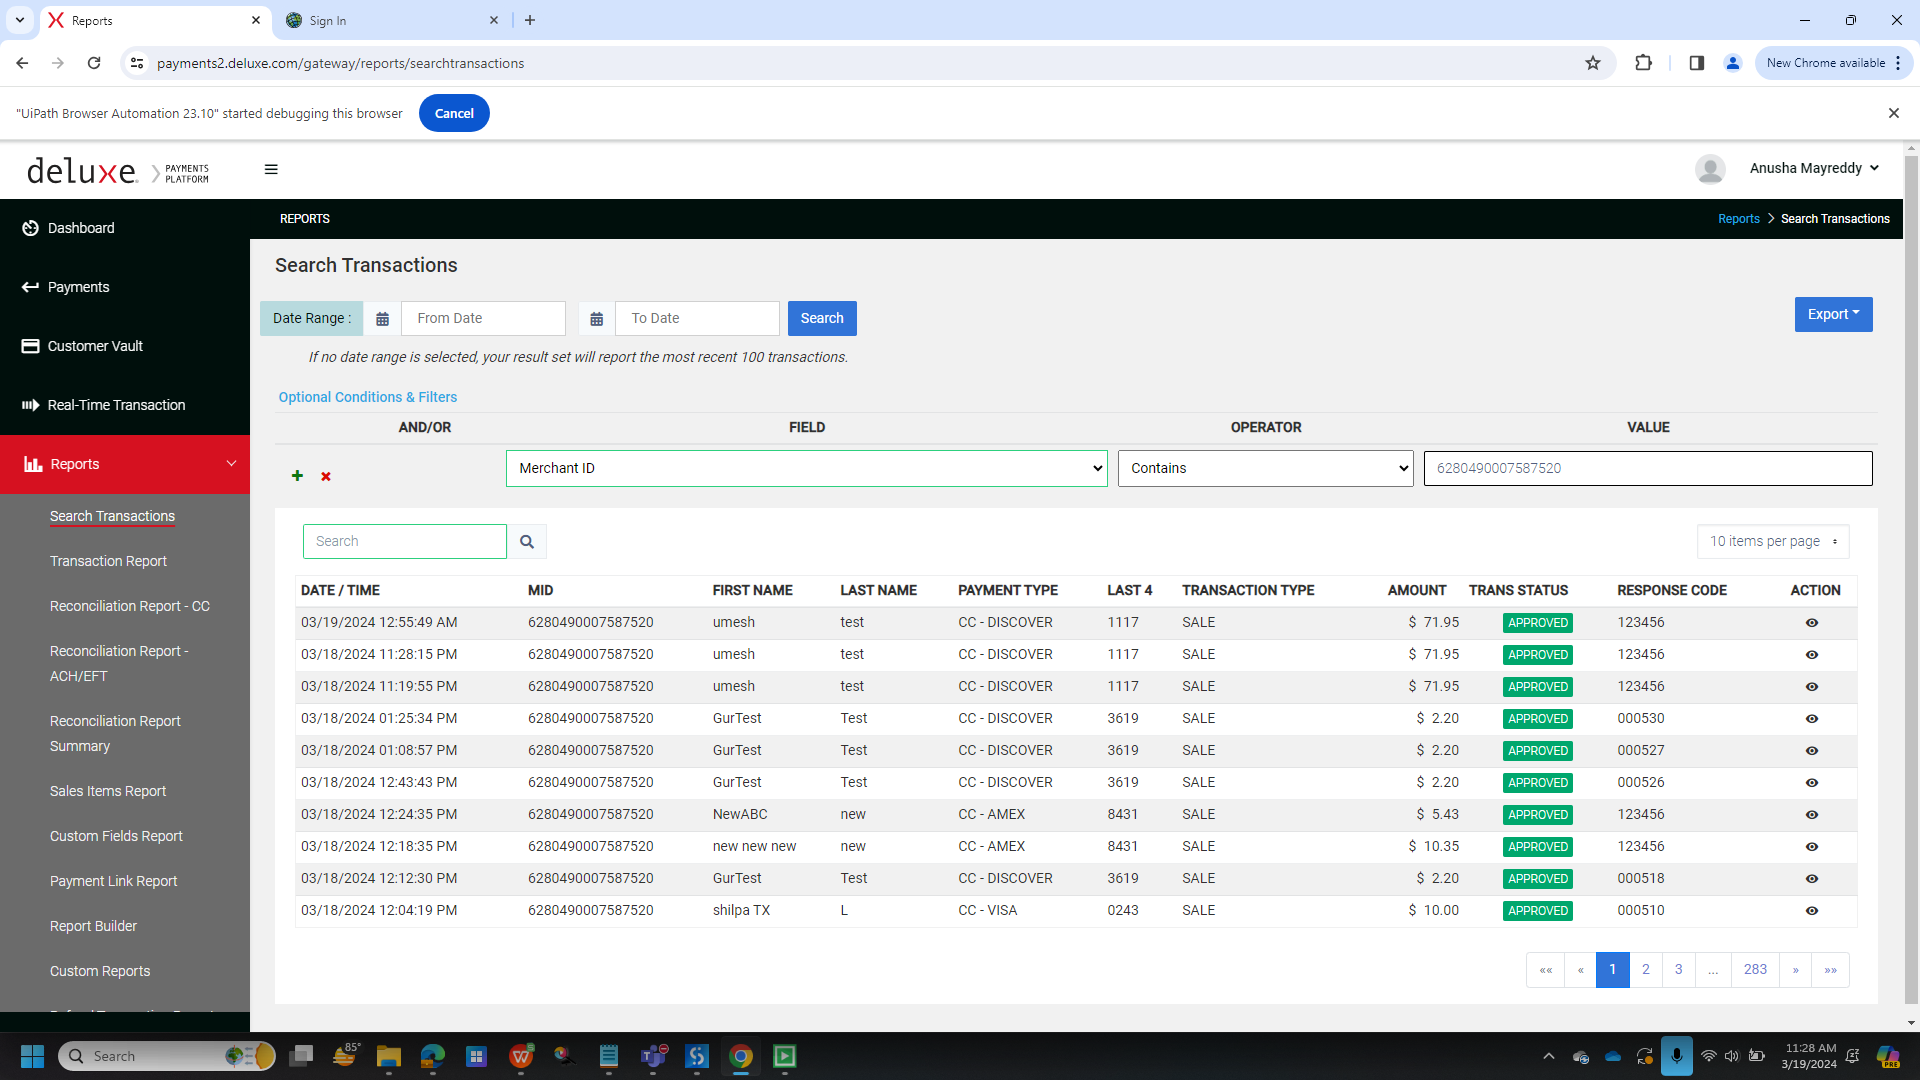 Reports
Sign In
payments2.deluxe.com/gateway/reports/searchtransactions
New Chrome available
"UiPath Browser Automation 23.10" started debugging this browser
Cancel
deluxe PAYMENTS PLATFORM
Anusha Mayreddy
Dashboard
Payments
Customer Vault
Real-Time Transaction
Reports
Search Transactions
Transaction Report
Reconciliation Report - CC
Reconciliation Report -
ACH/EFT
Reconciliation Report
Summary
Sales Items Report
Custom Fields Report
Payment Link Report
Report Builder
Custom Reports
REPORTS
Reports > Search Transactions
Search Transactions
Date Range : From Date To Date Search
Export
If no date range is selected, your result set will report the most recent 100 transactions.
Optional Conditions & Filters
AND/OR FIELD OPERATOR VALUE
Merchant ID Contains 6280490007587520
Search
10 items per page
DATE / TIME MID FIRST NAME LAST NAME PAYMENT TYPE LAST 4 TRANSACTION TYPE AMOUNT TRANS STATUS RESPONSE CODE ACTION
03/19/2024 12:55:49 AM 6280490007587520 umesh test CC - DISCOVER 1117 SALE $ 71.95 APPROVED 123456
03/18/2024 11:28:15 PM 6280490007587520 umesh test CC - DISCOVER 1117 SALE $ 71.95 APPROVED 123456
03/18/2024 11:19:55 PM 6280490007587520 umesh test CC - DISCOVER 1117 SALE $ 71.95 APPROVED 123456
03/18/2024 01:25:34 PM 6280490007587520 GurTest Test CC - DISCOVER 3619 SALE $ 2.20 APPROVED 000530
03/18/2024 01:08:57 PM 6280490007587520 GurTest Test CC - DISCOVER 3619 SALE $ 2.20 APPROVED 000527
03/18/2024 12:43:43 PM 6280490007587520 GurTest Test CC - DISCOVER 3619 SALE $ 2.20 APPROVED 000526
03/18/2024 12:24:35 PM 6280490007587520 NewABC new CC - AMEX 8431 SALE $ 5.43 APPROVED 123456
03/18/2024 12:18:35 PM 6280490007587520 new new new new CC - AMEX 8431 SALE $ 10.35 APPROVED 123456
03/18/2024 12:12:30 PM 6280490007587520 GurTest Test CC - DISCOVER 3619 SALE $ 2.20 APPROVED 000518
03/18/2024 12:04:19 PM 6280490007587520 shilpa TX L CC - VISA 0243 SALE $ 10.00 APPROVED 000510
«« « 1 2 3 ... 283 » »»
Search
85°
11:28 AM
3/19/2024